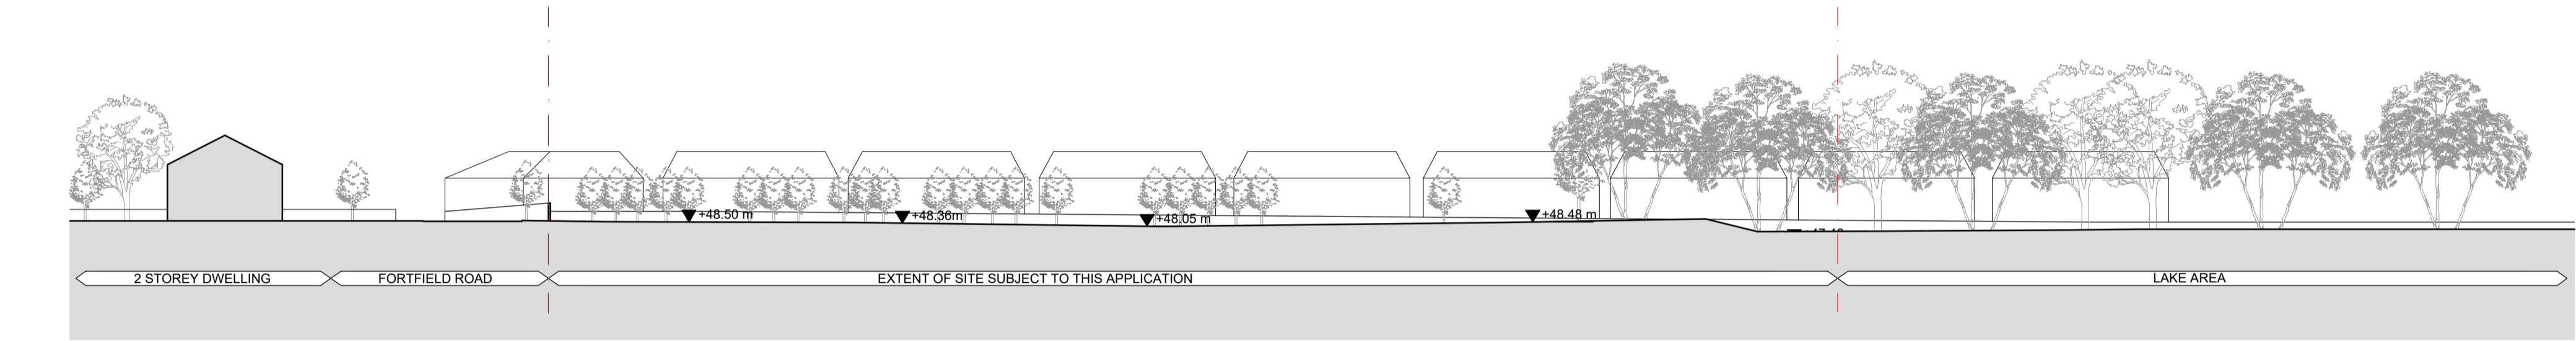 +48.50 m
+48.36m
+48.05 m
+48.48 m
2 STOREY DWELLING
FORTFIELD ROAD
EXTENT OF SITE SUBJECT TO THIS APPLICATION
LAKE AREA